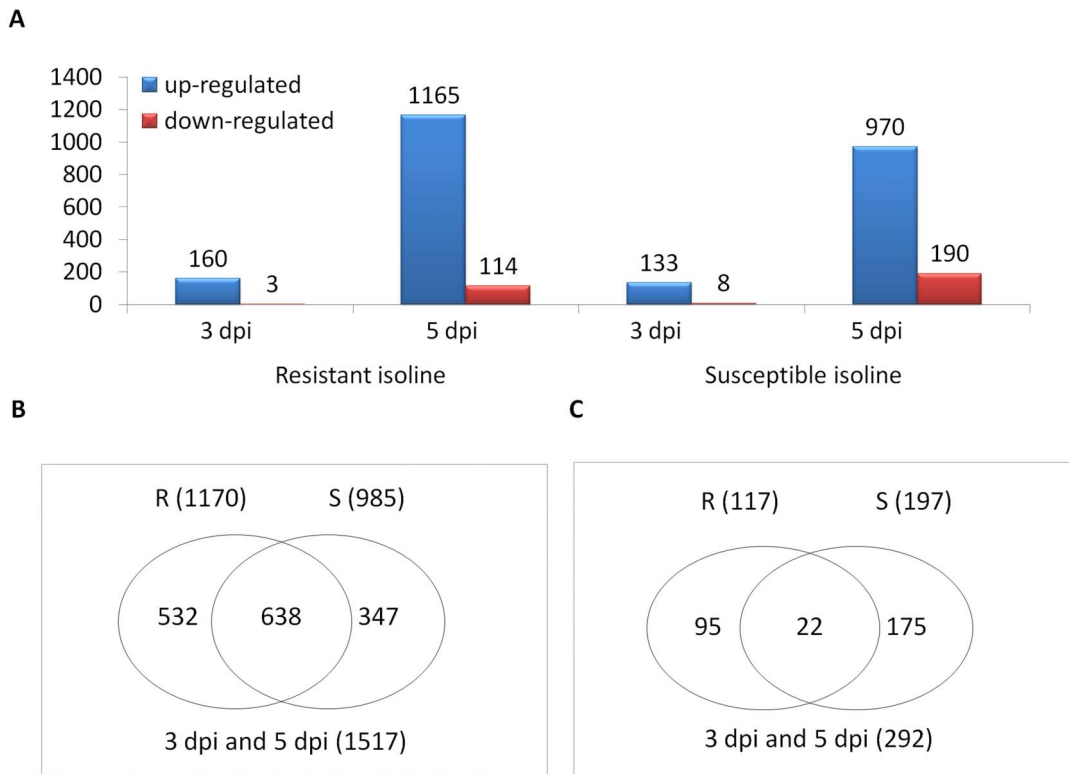 A
1400
1200
1000
800
600
400
200
0
up-regulated
down-regulated
160
3
1165
114
133
8
970
190
3 dpi
5 dpi
3 dpi
5 dpi
Resistant isoline
Susceptible isoline
B
R (1170)
S (985)
532
638
347
3 dpi and 5 dpi (1517)
C
R (117)
S (197)
95
22
175
3 dpi and 5 dpi (292)